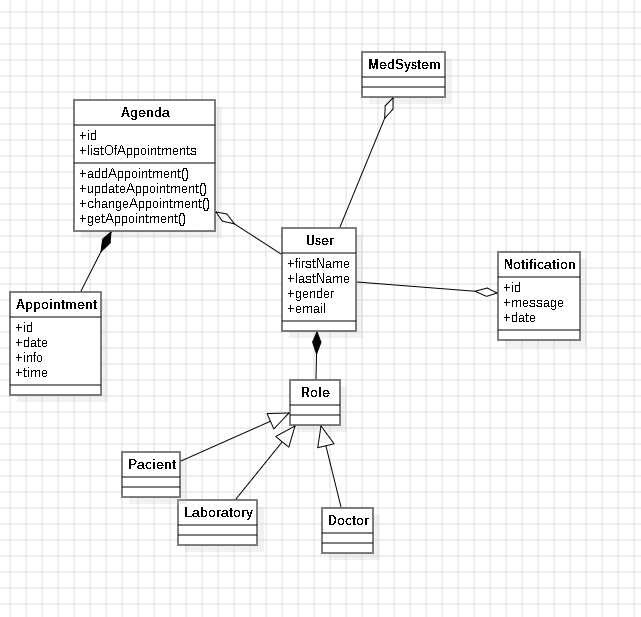 MedSystem
Agenda
+id
+listOfAppointments
+addAppointment()
+updateAppointment()
+changeAppointment()
+getAppointment()
User
+firstName
+lastName
+gender
+email
Notification
+id
+message
+date
Appointment
+id
+date
+info
+time
Role
Pacient
Laboratory
Doctor